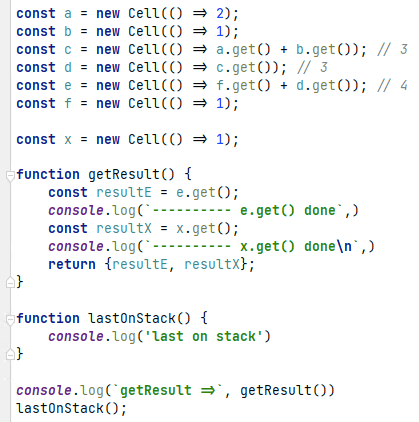 const a = new Cell(() => 2);
const b = new Cell(() => 1);
const c = new Cell(() => a.get() + b.get()); // 3
const d = new Cell(() => c.get()); // 3
const e = new Cell(() => f.get() + d.get()); // 4
const f = new Cell(() => 1);
const x = new Cell(() => 1);
function getResult() {
    const resultE = e.get();
    console.log(`---------- e.get() done`,)
    const resultX = x.get();
    console.log(`---------- x.get() done\n`,)
    return {resultE, resultX};
}
function lastOnStack() {
    console.log('last on stack')
}
console.log(`getResult =>`, getResult())
lastOnStack();